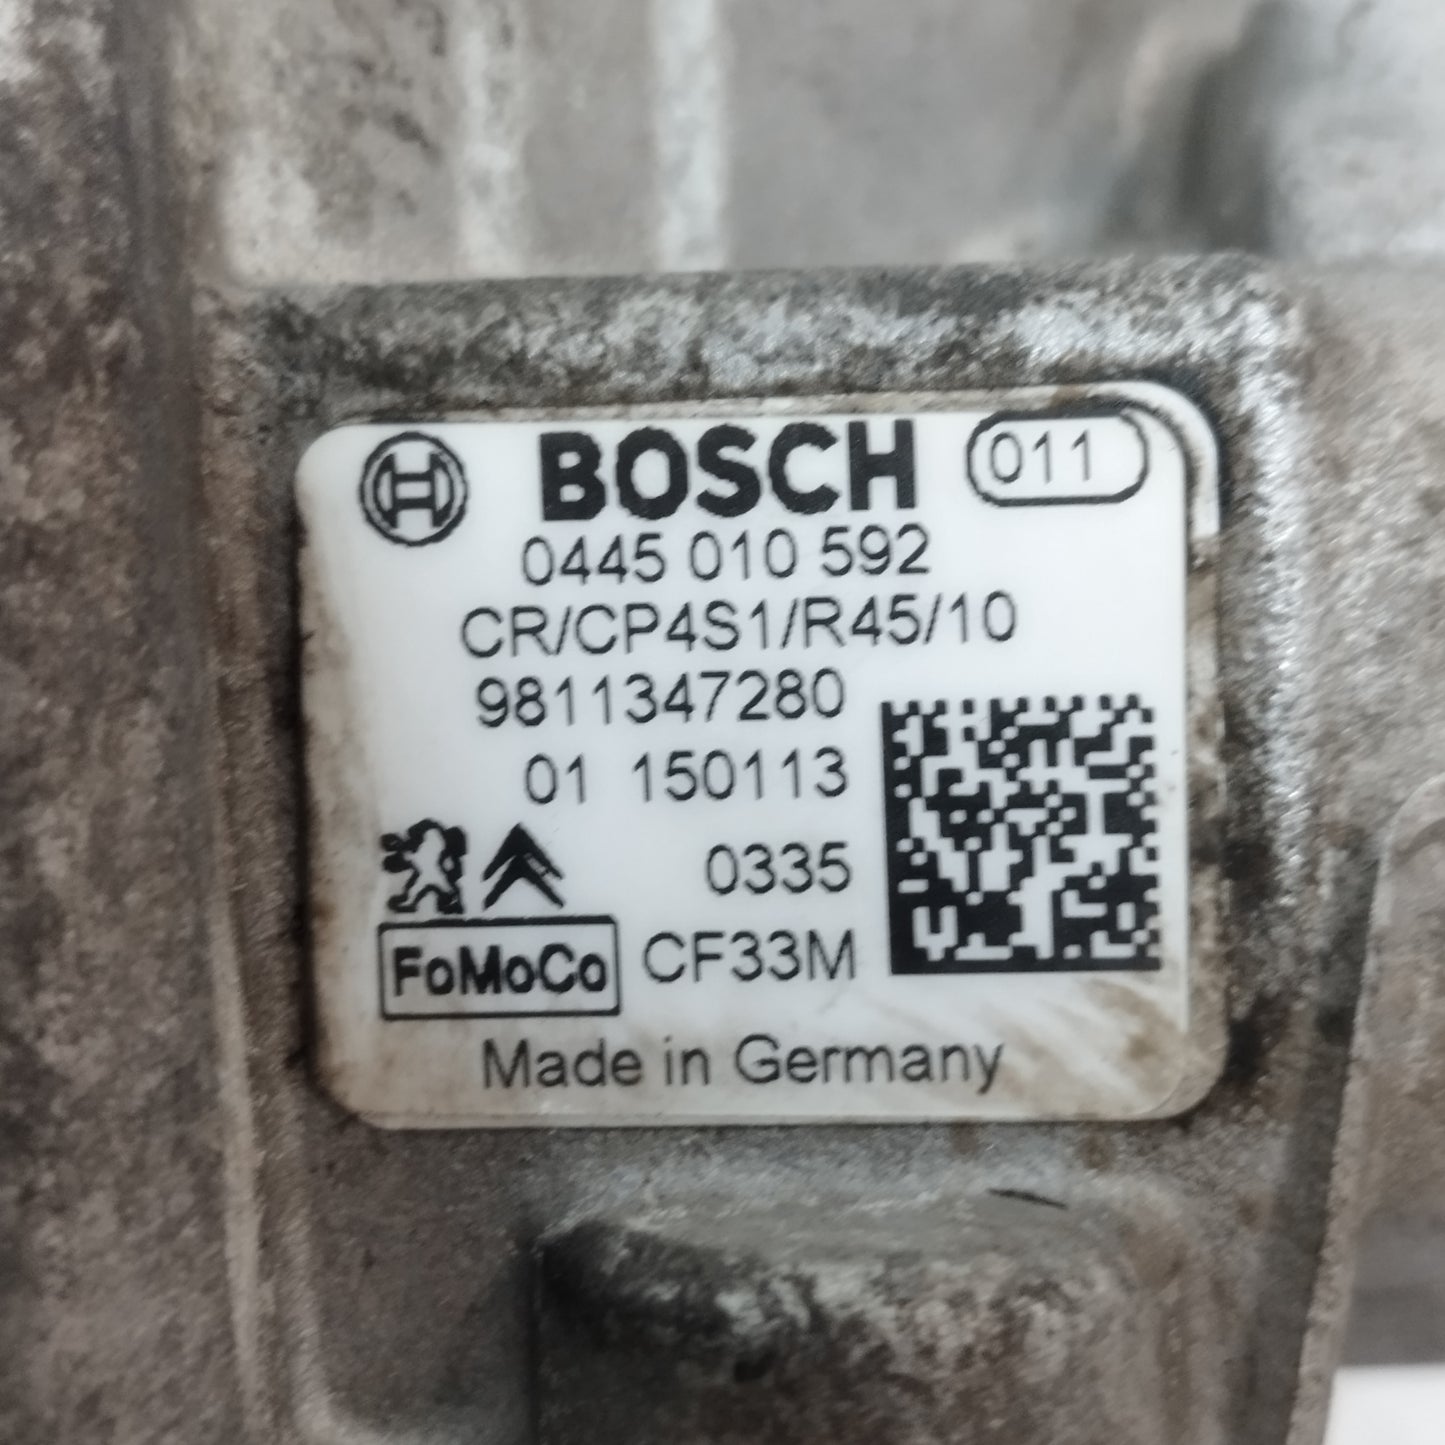 BOSCH 011
0445 010 592
CR/CP4S1/R45/10
9811347280
01 150113
0335
FoMoCo CF33M
Made in Germany